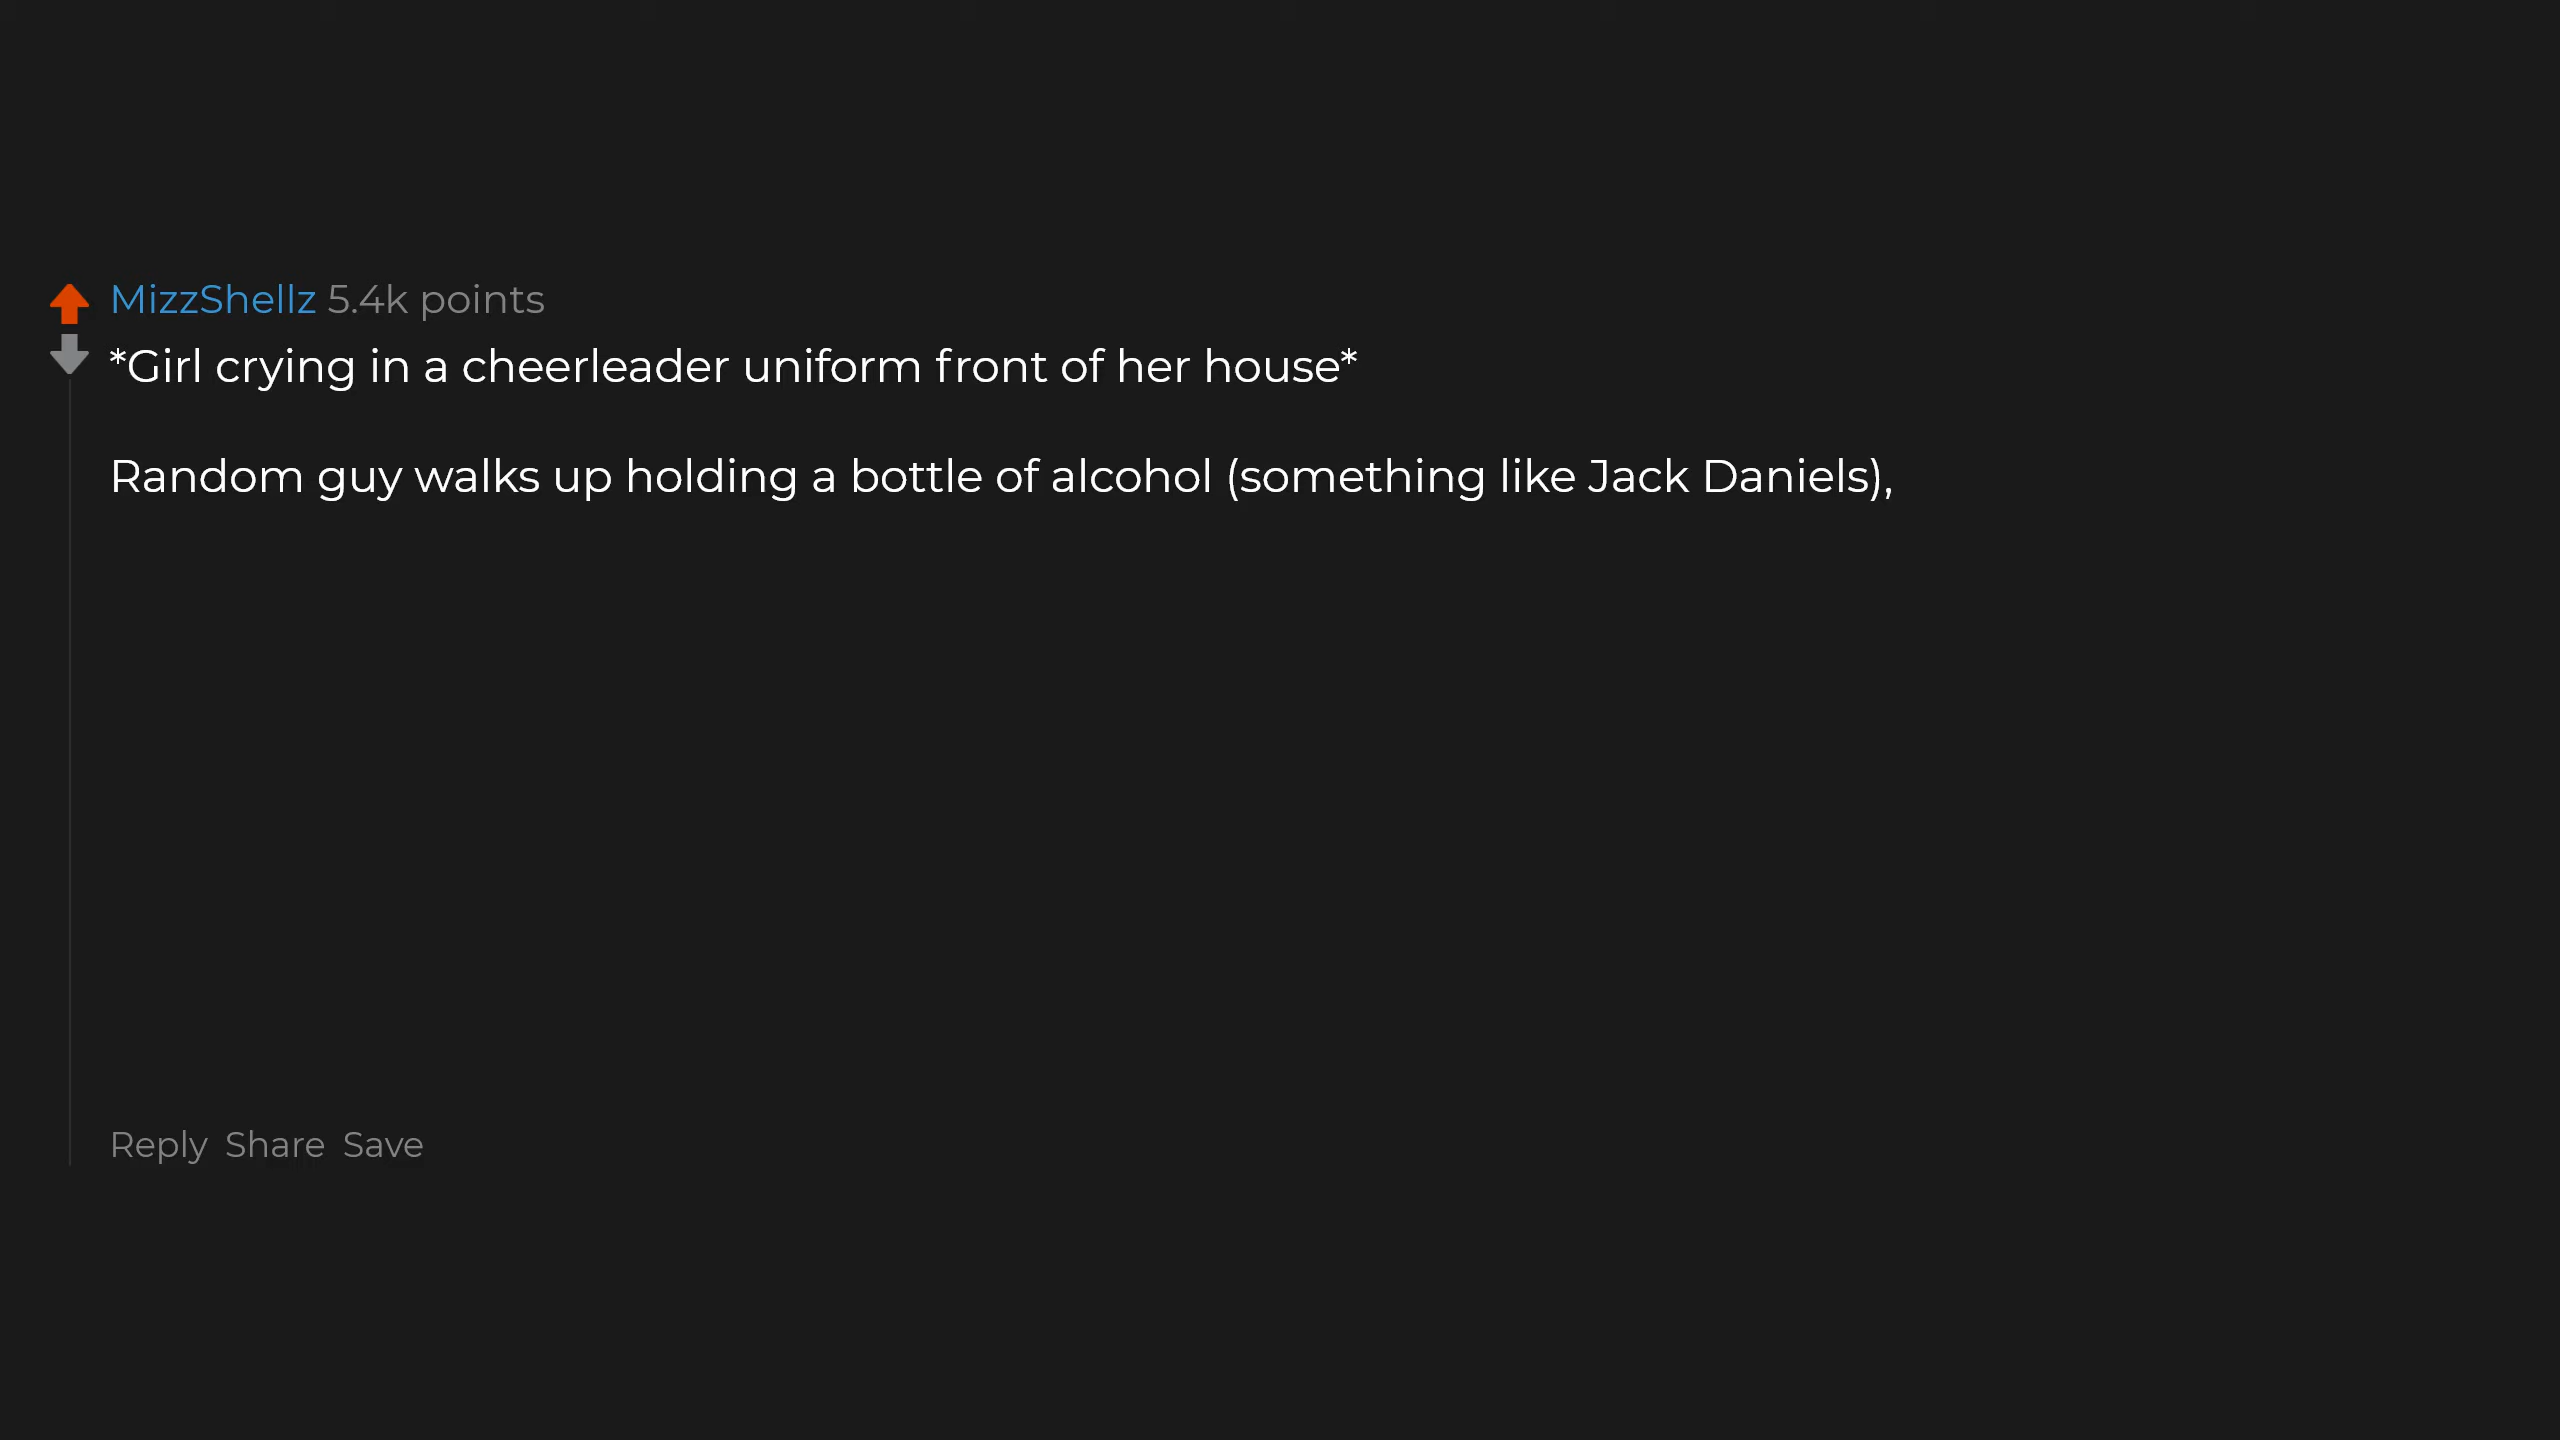 MizzShellz 5.4k points
*Girl crying in a cheerleader uniform front of her house*
Random guy walks up holding a bottle of alcohol (something like Jack Daniels),
Reply Share Save